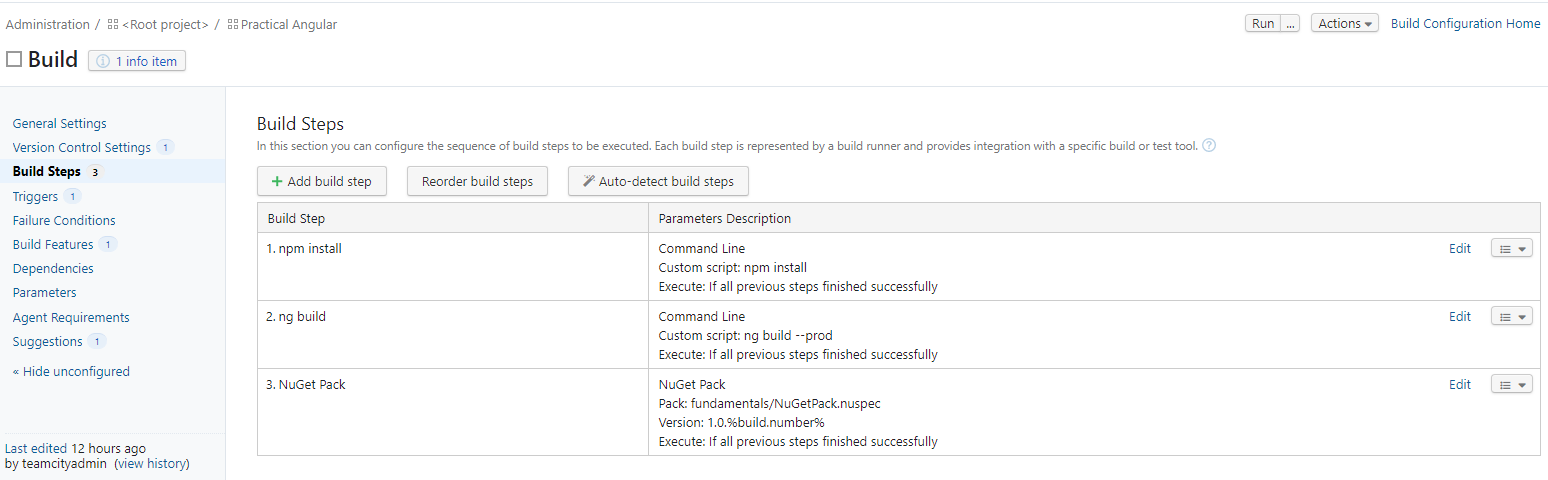 Administration / <Root project> / Practical Angular
Run ... Actions Build Configuration Home
Build 1 info item
General Settings
Version Control Settings 1
Build Steps 3
Triggers 1
Failure Conditions
Build Features 1
Dependencies
Parameters
Agent Requirements
Suggestions 1
« Hide unconfigured
Last edited 12 hours ago
by teamcityadmin (view history)
Build Steps
In this section you can configure the sequence of build steps to be executed. Each build step is represented by a build runner and provides integration with a specific build or test tool. ?
+ Add build step Reorder build steps Auto-detect build steps
Build Step Parameters Description
1. npm install Command Line Edit
Custom script: npm install
Execute: If all previous steps finished successfully
2. ng build Command Line Edit
Custom script: ng build --prod
Execute: If all previous steps finished successfully
3. NuGet Pack NuGet Pack Edit
Pack: fundamentals/NuGetPack.nuspec
Version: 1.0.%build.number%
Execute: If all previous steps finished successfully